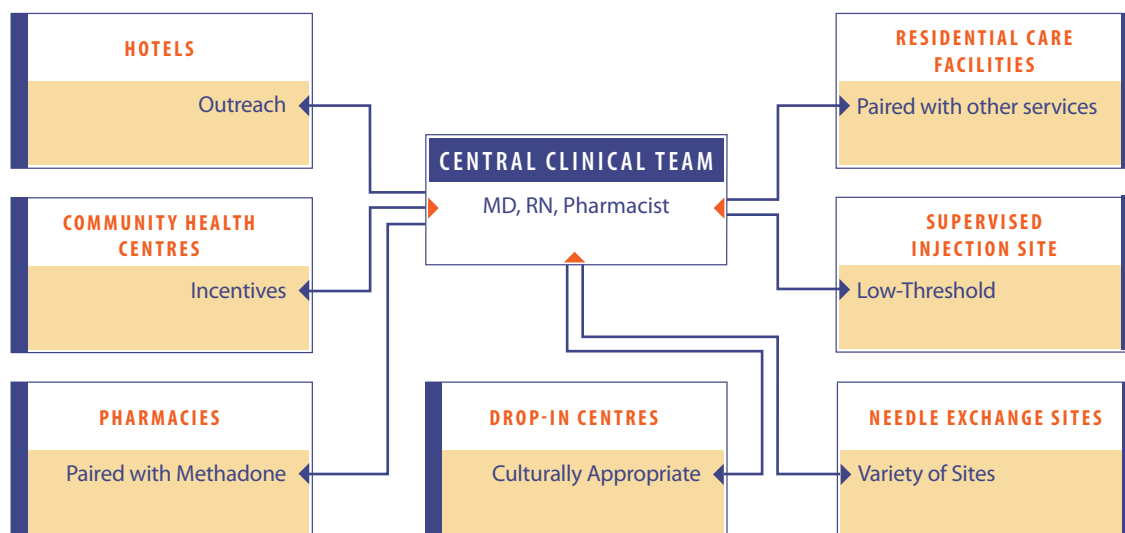 HOTELS
Outreach
COMMUNITY HEALTH
CENTRES
Incentives
PHARMACIES
Paired with Methadone
CENTRAL CLINICAL TEAM
MD, RN, Pharmacist
DROP-IN CENTRES
Culturally Appropriate
RESIDENTIAL CARE
FACILITIES
Paired with other services
SUPERVISED
INJECTION SITE
Low-Threshold
NEEDLE EXCHANGE SITES
Variety of Sites